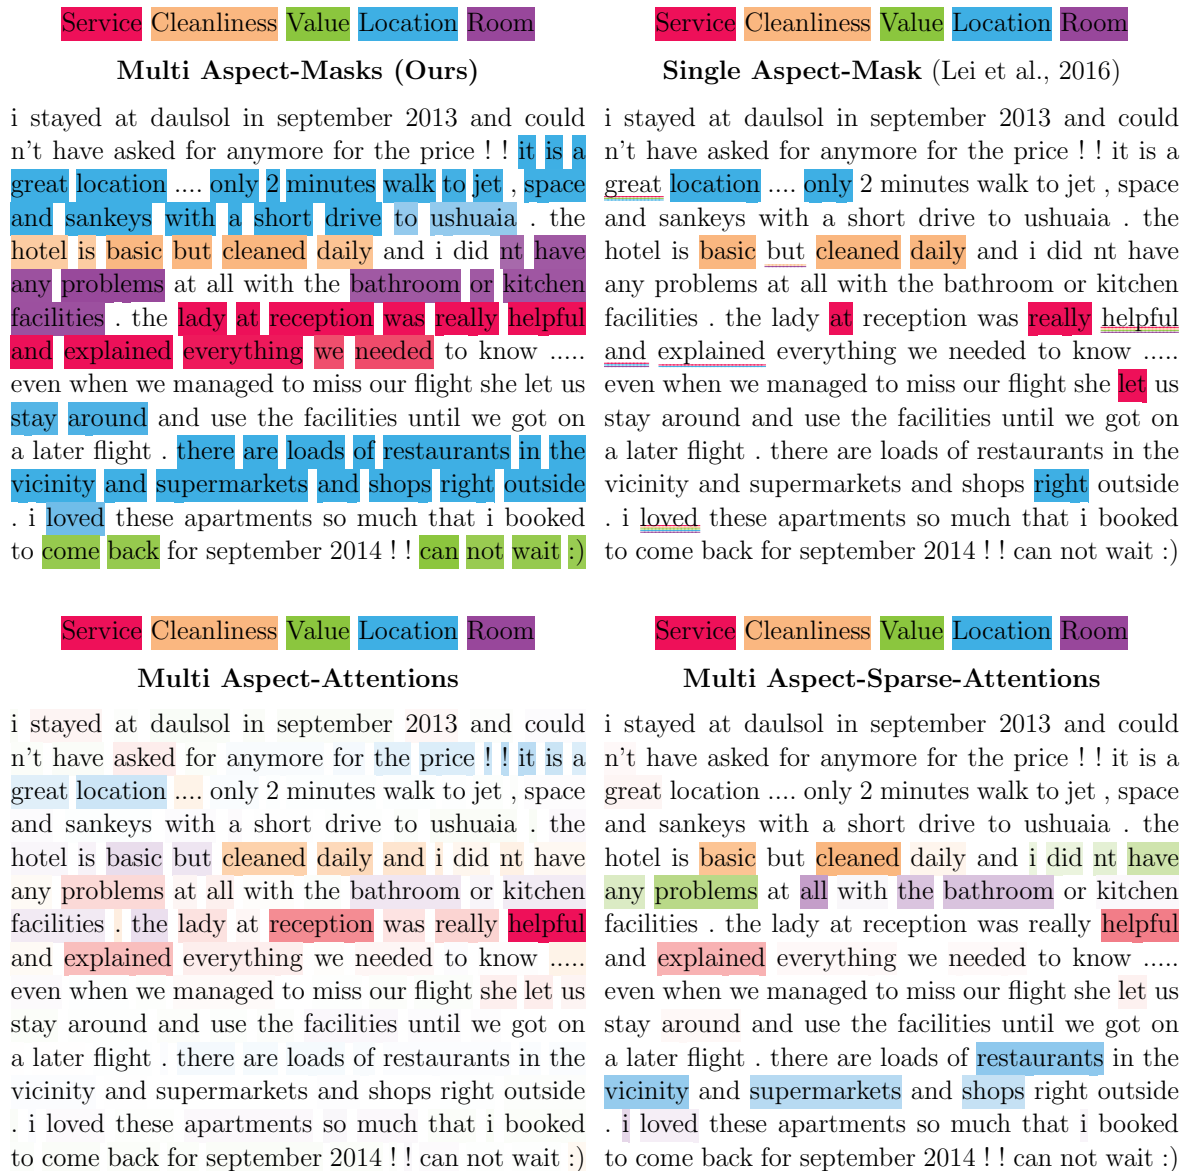 Service Cleanliness Value Location Room
Multi Aspect-Masks (Ours)
i stayed at daulsol in september 2013 and could
n't have asked for anymore for the price ! ! it is a
great location .... only 2 minutes walk to jet , space
and sankeys with a short drive to ushuaia . the
hotel is basic but cleaned daily and i did nt have
any problems at all with the bathroom or kitchen
facilities . the lady at reception was really helpful
and explained everything we needed to know .....
even when we managed to miss our flight she let us
stay around and use the facilities until we got on
a later flight . there are loads of restaurants in the
vicinity and supermarkets and shops right outside
. i loved these apartments so much that i booked
to come back for september 2014 ! ! can not wait :)
Service Cleanliness Value Location Room
Single Aspect-Mask (Lei et al., 2016)
i stayed at daulsol in september 2013 and could
n't have asked for anymore for the price ! ! it is a
great location .... only 2 minutes walk to jet , space
and sankeys with a short drive to ushuaia . the
hotel is basic but cleaned daily and i did nt have
any problems at all with the bathroom or kitchen
facilities . the lady at reception was really helpful
and explained everything we needed to know .....
even when we managed to miss our flight she let us
stay around and use the facilities until we got on
a later flight . there are loads of restaurants in the
vicinity and supermarkets and shops right outside
. i loved these apartments so much that i booked
to come back for september 2014 ! ! can not wait :)
Service Cleanliness Value Location Room
Multi Aspect-Attentions
i stayed at daulsol in september 2013 and could
n't have asked for anymore for the price ! ! it is a
great location .... only 2 minutes walk to jet , space
and sankeys with a short drive to ushuaia . the
hotel is basic but cleaned daily and i did nt have
any problems at all with the bathroom or kitchen
facilities . the lady at reception was really helpful
and explained everything we needed to know .....
even when we managed to miss our flight she let us
stay around and use the facilities until we got on
a later flight . there are loads of restaurants in the
vicinity and supermarkets and shops right outside
. i loved these apartments so much that i booked
to come back for september 2014 ! ! can not wait :)
Service Cleanliness Value Location Room
Multi Aspect-Sparse-Attentions
i stayed at daulsol in september 2013 and could
n't have asked for anymore for the price ! ! it is a
great location .... only 2 minutes walk to jet , space
and sankeys with a short drive to ushuaia . the
hotel is basic but cleaned daily and i did nt have
any problems at all with the bathroom or kitchen
facilities . the lady at reception was really helpful
and explained everything we needed to know .....
even when we managed to miss our flight she let us
stay around and use the facilities until we got on
a later flight . there are loads of restaurants in the
vicinity and supermarkets and shops right outside
. i loved these apartments so much that i booked
to come back for september 2014 ! ! can not wait :)